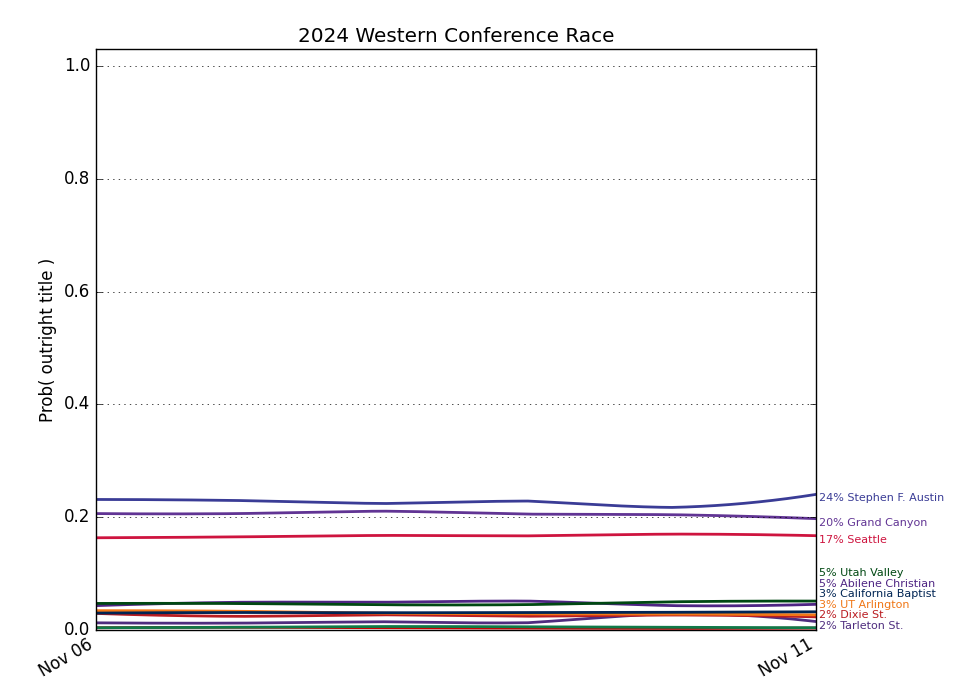 2024 Western Conference Race
Prob( outright title )
1.0
0.8
0.6
0.4
0.2
0.0
24% Stephen F. Austin
20% Grand Canyon
17% Seattle
5% Utah Valley
5% Abilene Christian
3% California Baptist
3% UT Arlington
2% Dixie St.
2% Tarleton St.
Nov 06
Nov 11